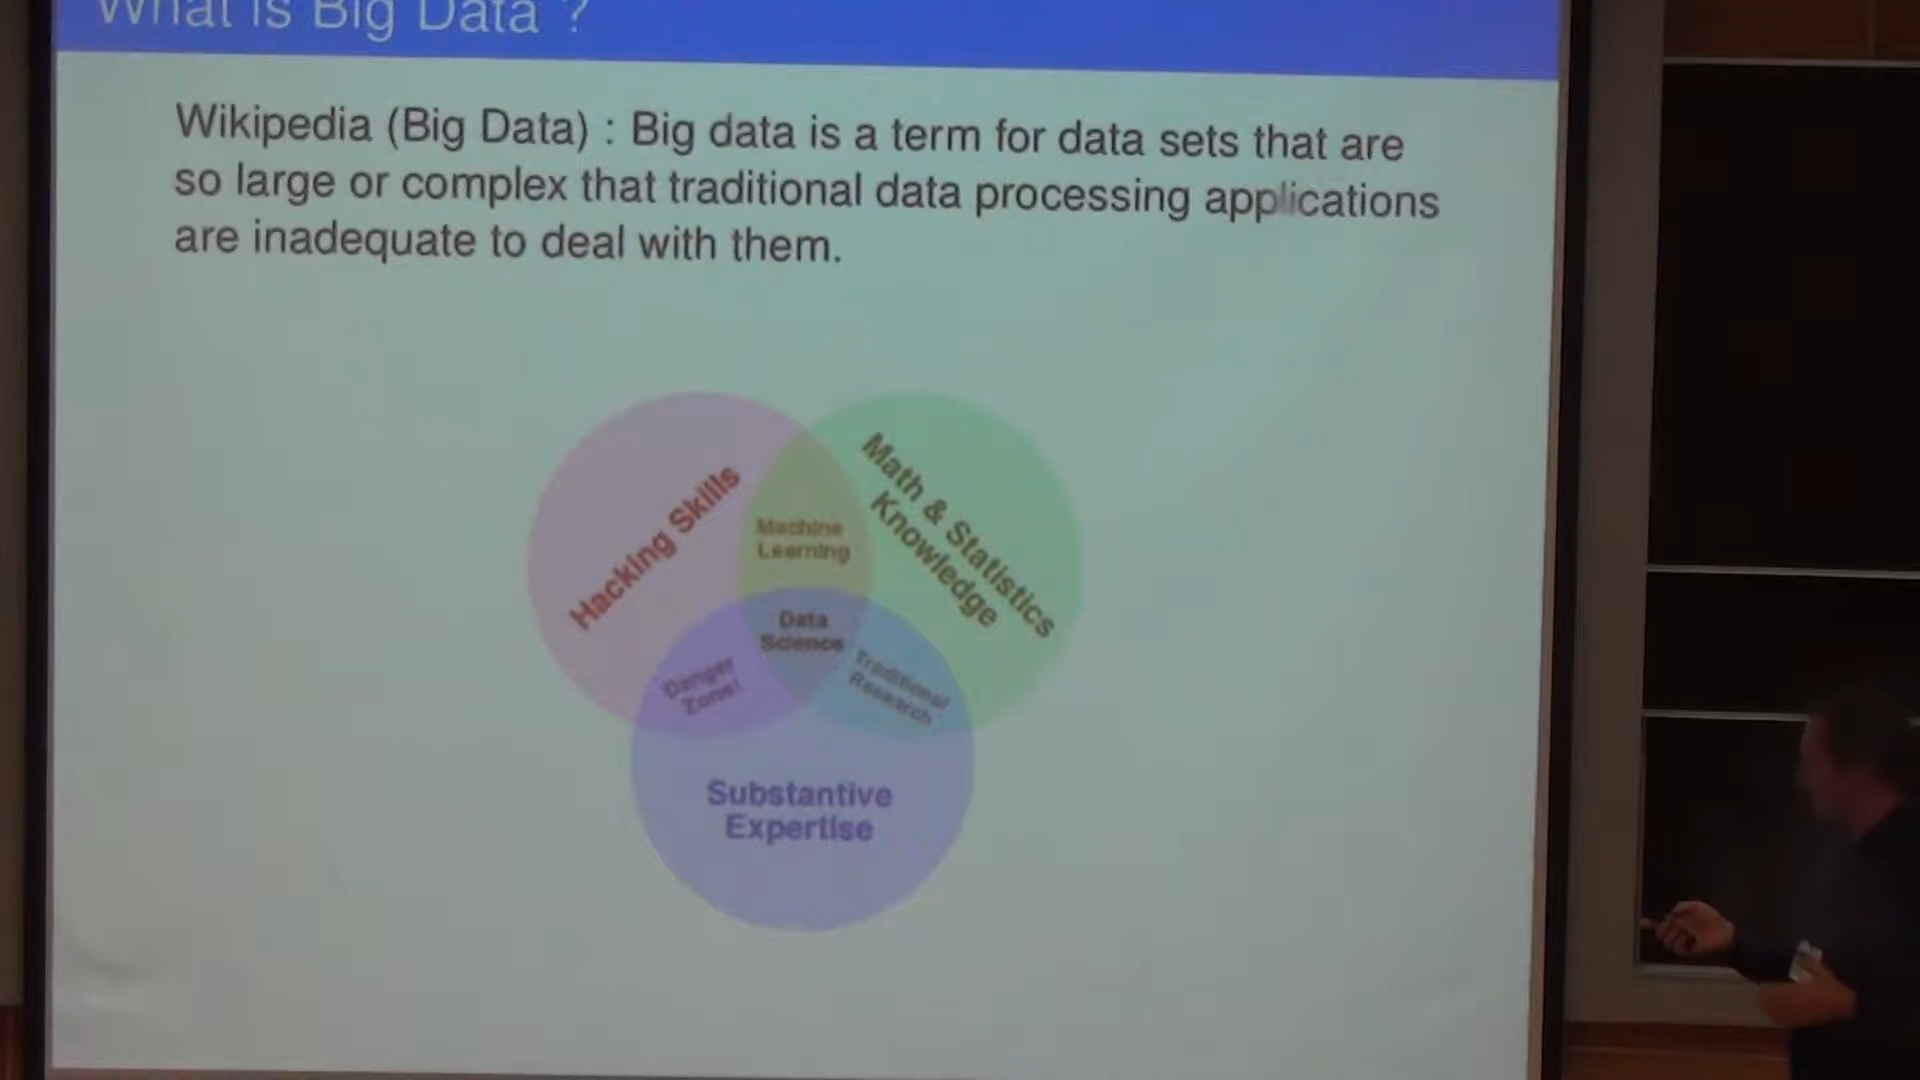 What is Big Data ?
Wikipedia (Big Data) : Big data is a term for data sets that are
so large or complex that traditional data processing applications
are inadequate to deal with them.
Hacking Skills
Math & Statistics
Knowledge
Machine
Learning
Data
Science
Danger
Zone!
Traditional
Research
Substantive
Expertise